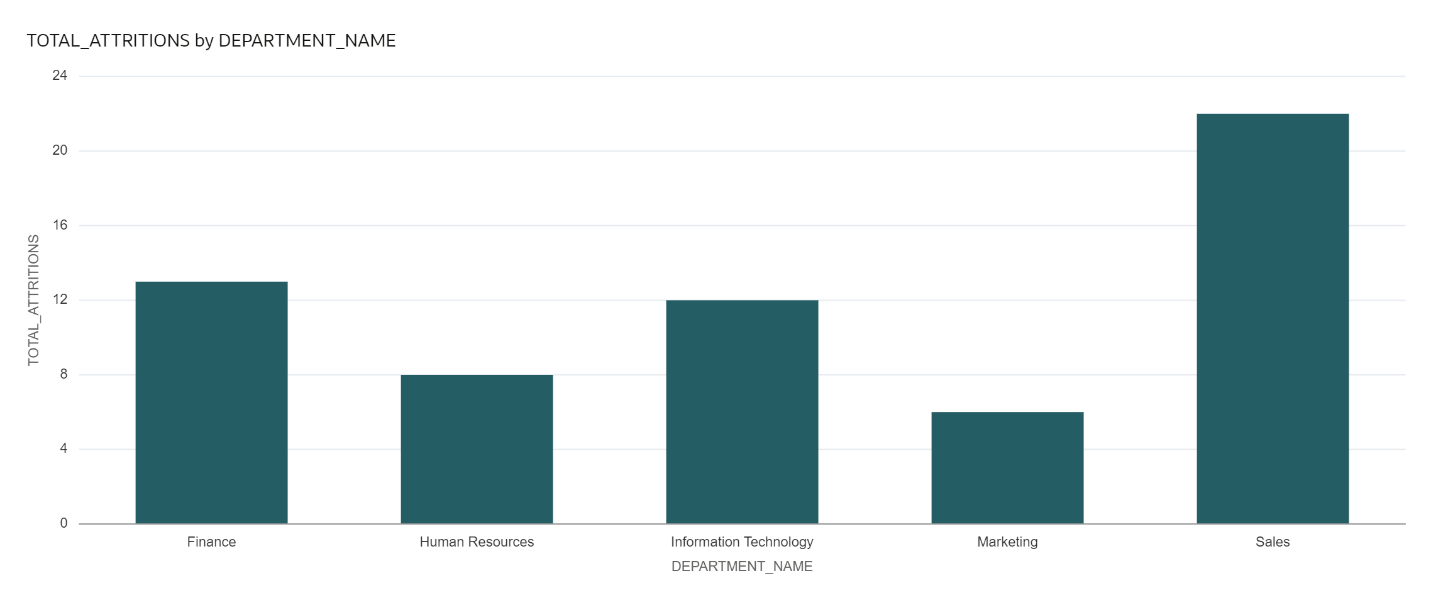 TOTAL_ATTRITIONS by DEPARTMENT_NAME
24
20
16
12
8
4
0
TOTAL_ATTRITIONS
Finance
Human Resources
Information Technology
Marketing
Sales
DEPARTMENT_NAME